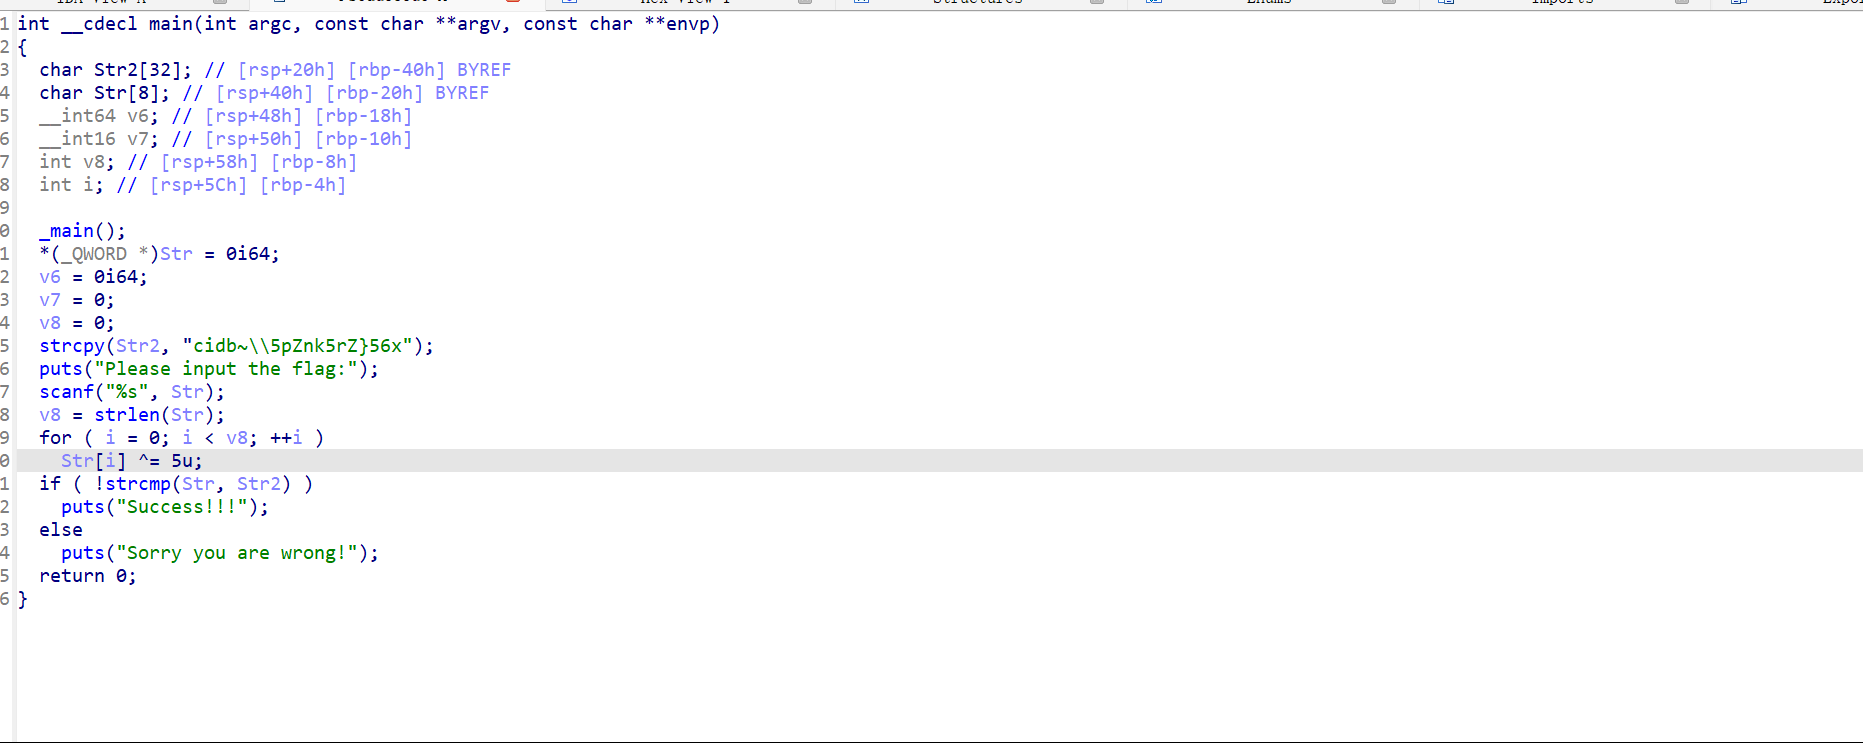 1 int __cdecl main(int argc, const char **argv, const char **envp)
2 {
3   char Str2[32]; // [rsp+20h] [rbp-40h] BYREF
4   char Str[8]; // [rsp+40h] [rbp-20h] BYREF
5   __int64 v6; // [rsp+48h] [rbp-18h]
6   __int16 v7; // [rsp+50h] [rbp-10h]
7   int v8; // [rsp+58h] [rbp-8h]
8   int i; // [rsp+5Ch] [rbp-4h]
9
0   _main();
1   *(_QWORD *)Str = 0i64;
2   v6 = 0i64;
3   v7 = 0;
4   v8 = 0;
5   strcpy(Str2, "cidb~\\5pZnk5rZ}56x");
6   puts("Please input the flag:");
7   scanf("%s", Str);
8   v8 = strlen(Str);
9   for ( i = 0; i < v8; ++i )
0     Str[i] ^= 5u;
1   if ( !strcmp(Str, Str2) )
2     puts("Success!!!");
3   else
4     puts("Sorry you are wrong!");
5   return 0;
6 }